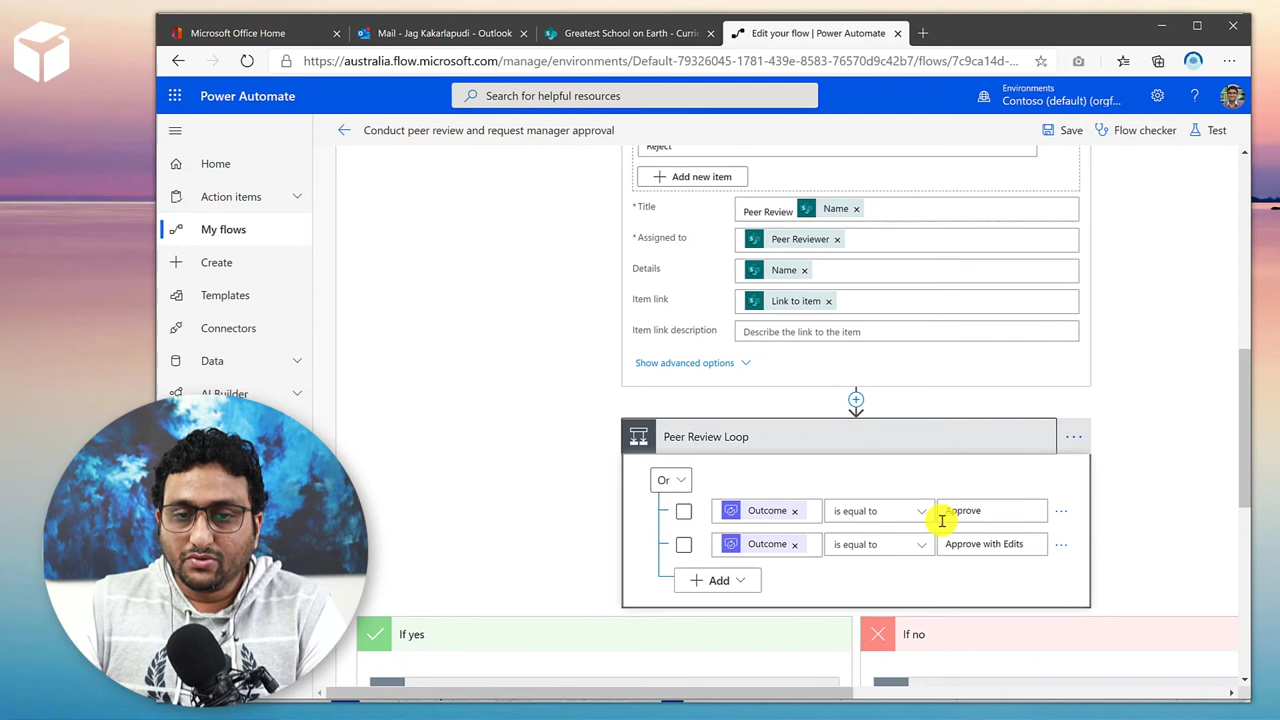 Microsoft Office Home
Mail - Jag Kakarlapudi - Outlook
Greatest School on Earth - Curric
Edit your flow | Power Automate
https://australia.flow.microsoft.com/manage/environments/Default-79326045-1781-439e-8583-76570d9c42b7/flows/7c9ca14d-...
Power Automate
Search for helpful resources
Environments
Contoso (default) (orgf...
Conduct peer review and request manager approval
Save
Flow checker
Test
Home
Action items
My flows
Create
Templates
Connectors
Data
AI Builder
Reject
Add new item
*Title
Peer Review Name
*Assigned to
Peer Reviewer
Details
Name
Item link
Link to item
Item link description
Describe the link to the item
Show advanced options
Peer Review Loop
Or
Outcome is equal to Approve
Outcome is equal to Approve with Edits
Add
If yes
If no